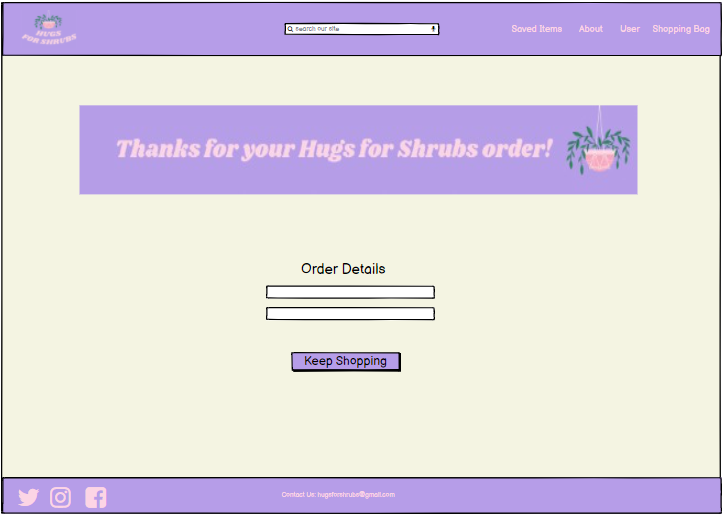 HUGS
FOR SHRUBS
search our site
Saved Items
About
User
Shopping Bag
Thanks for your Hugs for Shrubs order!
Order Details
Keep Shopping
Contact Us: hugsforshrubs@gmail.com